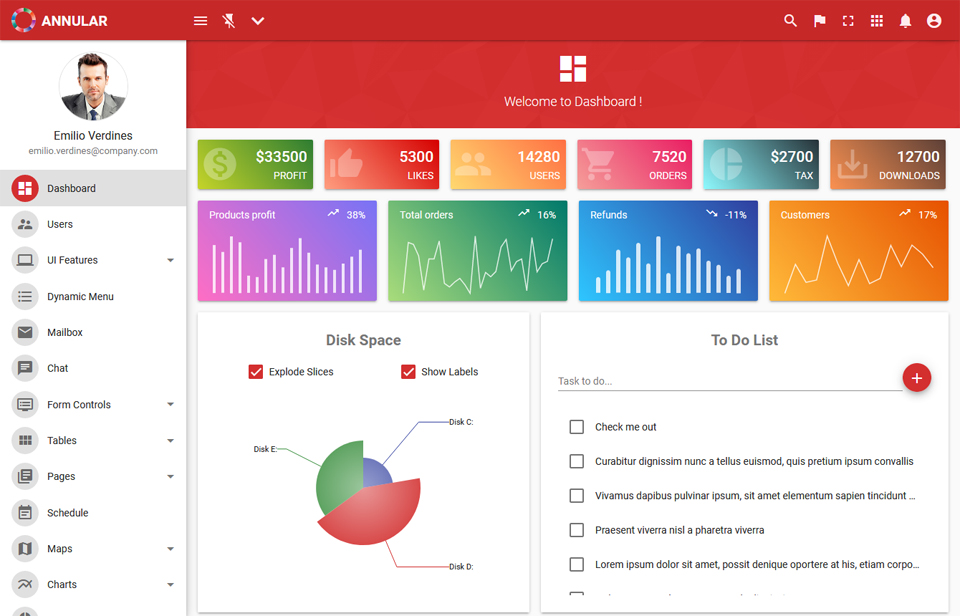 ANNULAR
Emilio Verdines
emilio.verdines@company.com
Dashboard
Users
UI Features
Dynamic Menu
Mailbox
Chat
Form Controls
Tables
Pages
Schedule
Maps
Charts
Welcome to Dashboard !
$33500
PROFIT
5300
LIKES
14280
USERS
7520
ORDERS
$2700
TAX
12700
DOWNLOADS
Products profit 38%
Total orders 16%
Refunds -11%
Customers 17%
Disk Space
Explode Slices Show Labels
Disk C:
Disk E:
Disk D:
To Do List
Task to do...
Check me out
Curabitur dignissim nunc a tellus euismod, quis pretium ipsum convallis
Vivamus dapibus pulvinar ipsum, sit amet elementum sapien tincidunt ...
Praesent viverra nisl a pharetra viverra
Lorem ipsum dolor sit amet, possit denique oportere at his, etiam corpo...